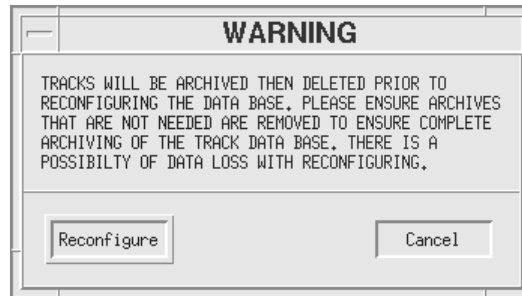 WARNING
TRACKS WILL BE ARCHIVED THEN DELETED PRIOR TO
RECONFIGURING THE DATA BASE. PLEASE ENSURE ARCHIVES
THAT ARE NOT NEEDED ARE REMOVED TO ENSURE COMPLETE
ARCHIVING OF THE TRACK DATA BASE. THERE IS A
POSSIBILTY OF DATA LOSS WITH RECONFIGURING.
Reconfigure
Cancel